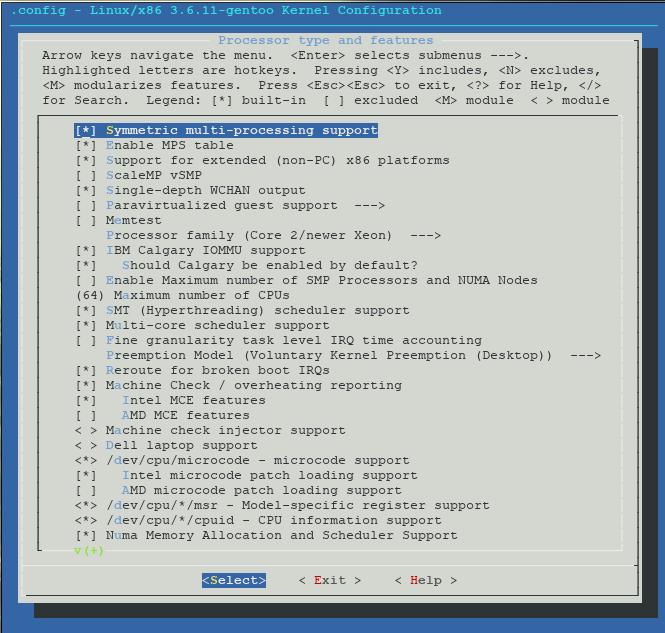 .config - Linux/x86 3.6.11-gentoo Kernel Configuration
Processor type and features
Arrow keys navigate the menu.  <Enter> selects submenus --->.
Highlighted letters are hotkeys.  Pressing <Y> includes, <N> excludes,
<M> modularizes features.  Press <Esc><Esc> to exit, <?> for Help, </>
for Search.  Legend: [*] built-in  [ ] excluded  <M> module  < > module
[*] Symmetric multi-processing support
[*] Enable MPS table
[*] Support for extended (non-PC) x86 platforms
[ ] ScaleMP vSMP
[*] Single-depth WCHAN output
[ ] Paravirtualized guest support  --->
[ ] Memtest
Processor family (Core 2/newer Xeon)  --->
[*] IBM Calgary IOMMU support
[*]   Should Calgary be enabled by default?
[ ] Enable Maximum number of SMP Processors and NUMA Nodes
(64) Maximum number of CPUs
[*] SMT (Hyperthreading) scheduler support
[*] Multi-core scheduler support
[ ] Fine granularity task level IRQ time accounting
Preemption Model (Voluntary Kernel Preemption (Desktop))  --->
[*] Reroute for broken boot IRQs
[*] Machine Check / overheating reporting
[*]   Intel MCE features
[ ]   AMD MCE features
< > Machine check injector support
< > Dell laptop support
<*> /dev/cpu/microcode - microcode support
[*]   Intel microcode patch loading support
[ ]   AMD microcode patch loading support
<*> /dev/cpu/*/msr - Model-specific register support
<*> /dev/cpu/*/cpuid - CPU information support
[*] Numa Memory Allocation and Scheduler Support
v(+)
<Select>    < Exit >    < Help >